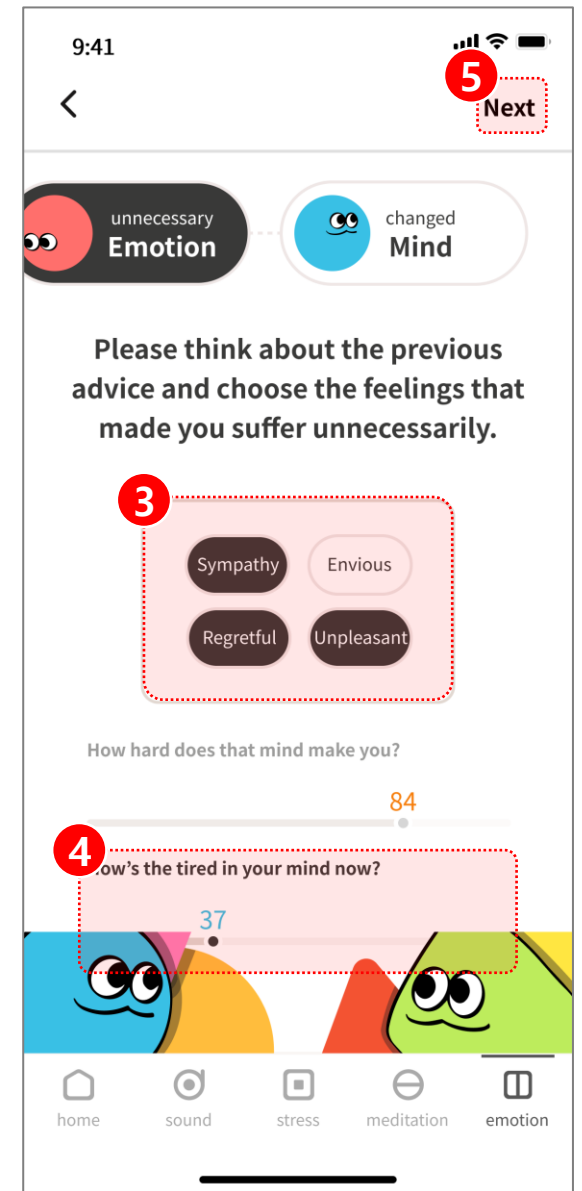 9:41
5
Next
unnecessary
Emotion
changed
Mind
Please think about the previous
advice and choose the feelings that
made you suffer unnecessarily.
3
Sympathy
Envious
Regretful
Unpleasant
How hard does that mind make you?
84
4
How's the tired in your mind now?
37
home
sound
stress
meditation
emotion